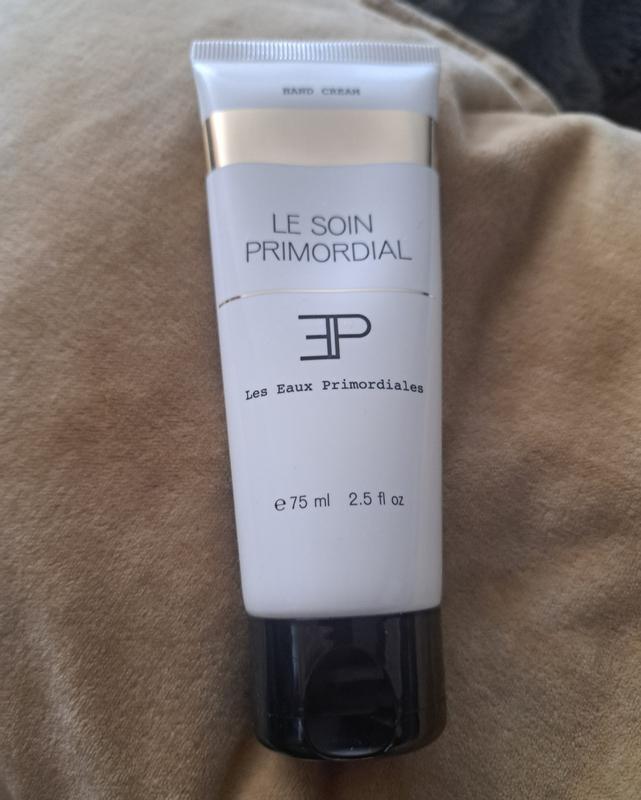 HAND CREAM
LE SOIN
PRIMORDIAL
EP
Les Eaux Primordiales
℮ 75 ml 2.5 fl oz